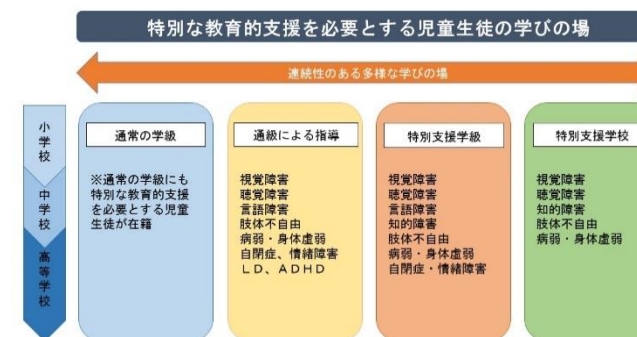 特別な教育的支援を必要とする児童生徒の学びの場
連続性のある多様な学びの場
小学校
中学校
高等学校
通常の学級
※通常の学級にも
特別な教育的支援
を必要とする児童
生徒が在籍
通級による指導
視覚障害
聴覚障害
言語障害
肢体不自由
病弱・身体虚弱
自閉症、情緒障害
LD、ADHD
特別支援学級
視覚障害
聴覚障害
言語障害
知的障害
肢体不自由
病弱・身体虚弱
自閉症・情緒障害
特別支援学校
視覚障害
聴覚障害
知的障害
肢体不自由
病弱・身体虚弱